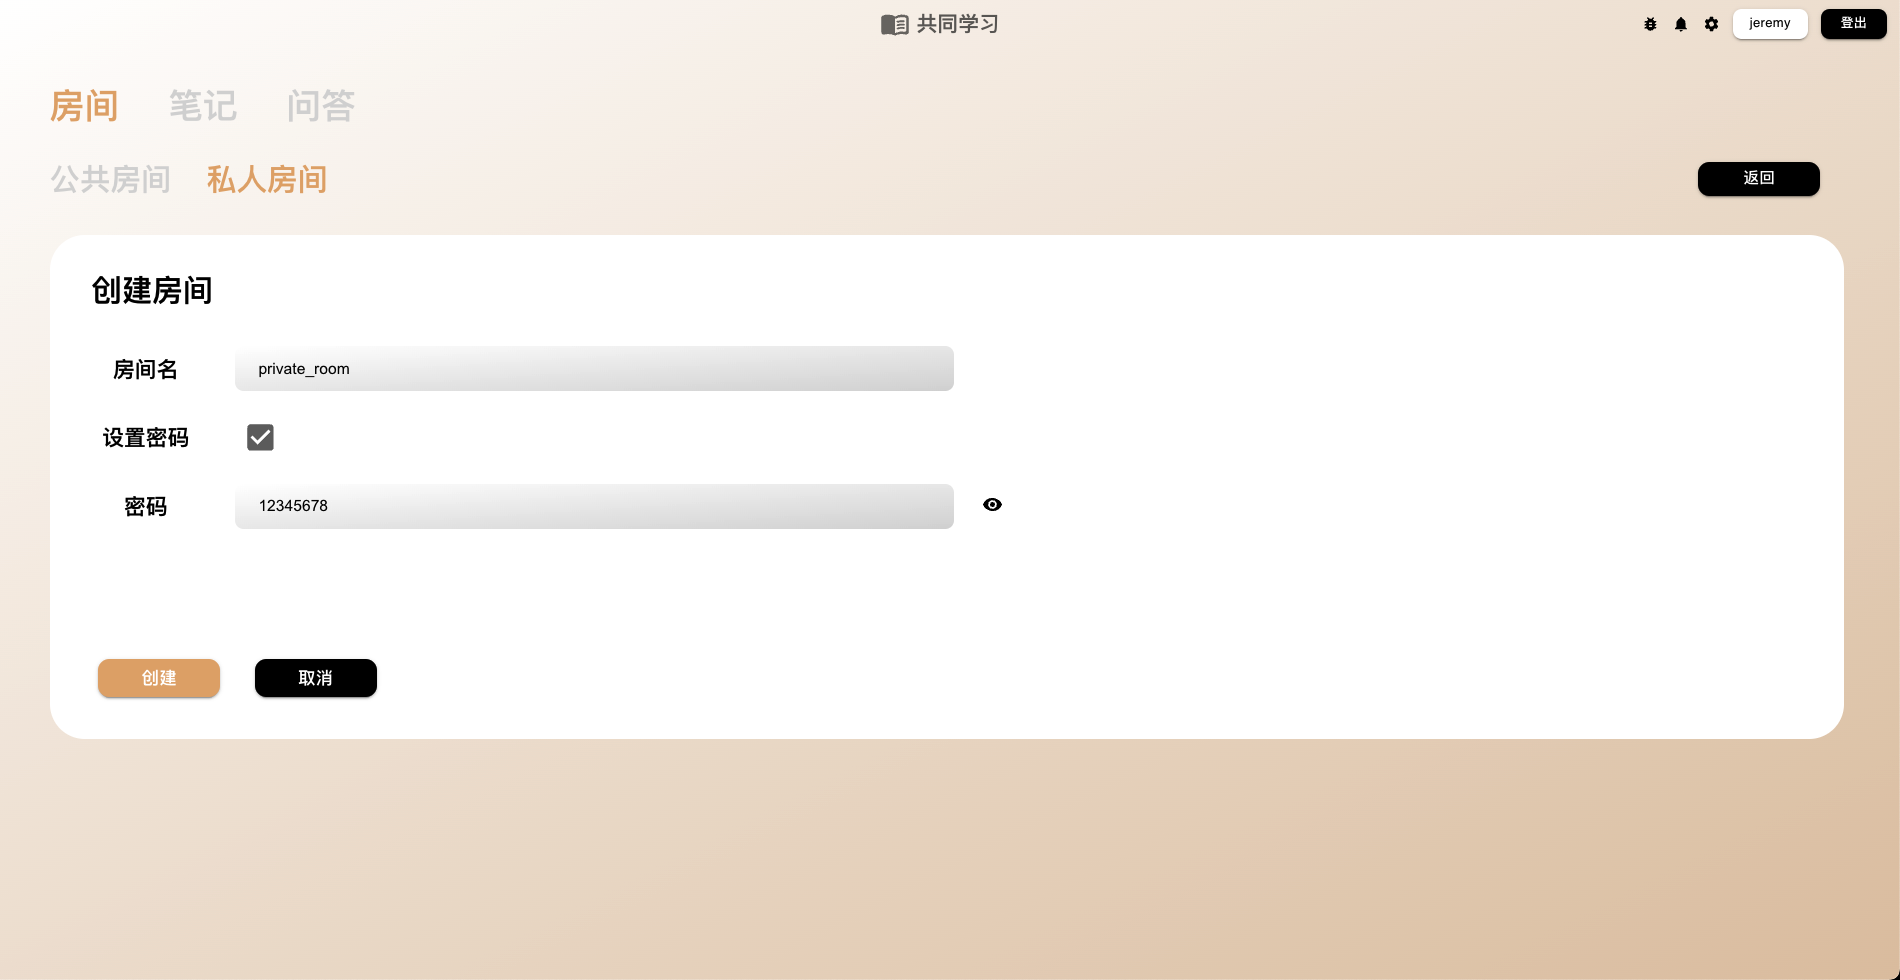 共同学习
jeremy
登出
房间 笔记 问答
公共房间 私人房间
返回
创建房间
房间名 private_room
设置密码
密码 12345678
创建 取消